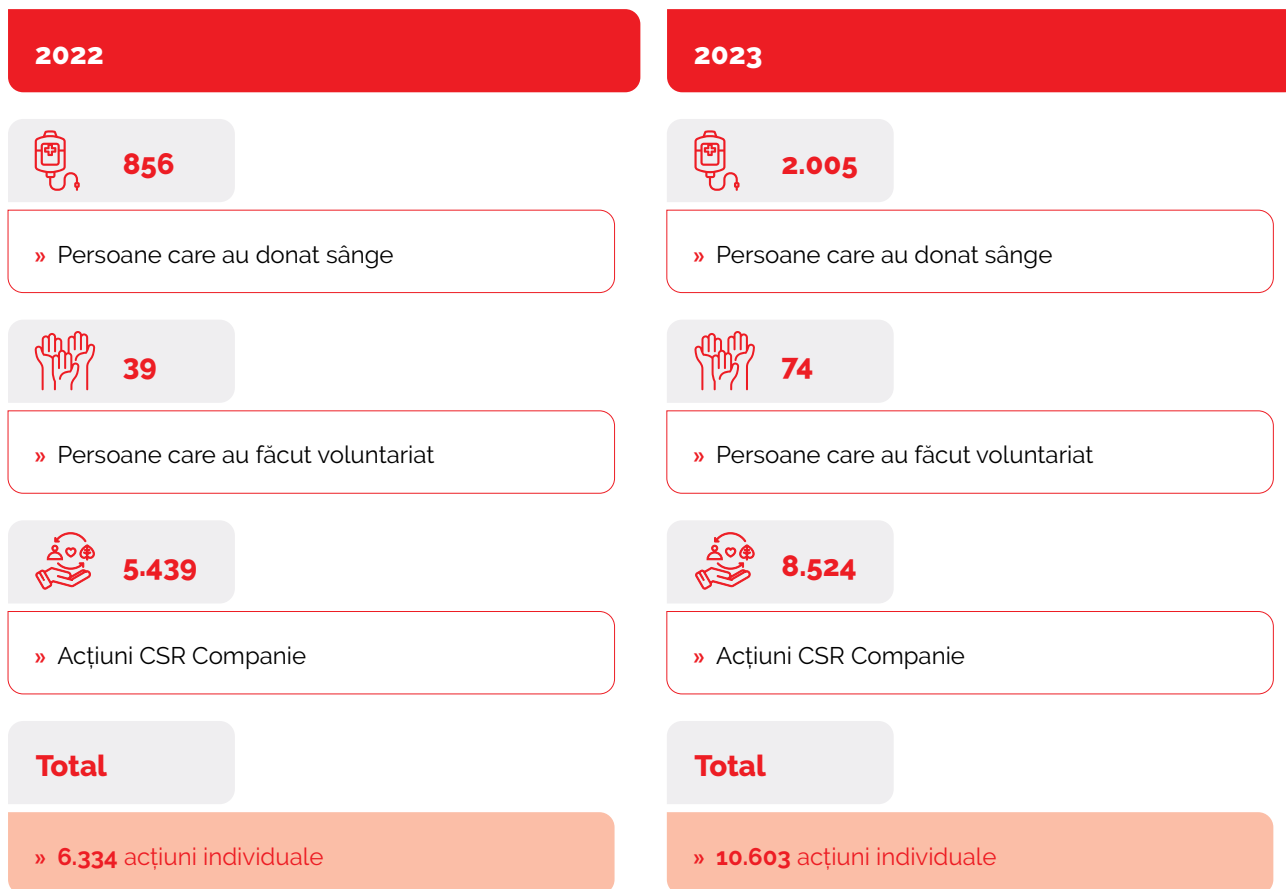 2022
856
» Persoane care au donat sânge
39
» Persoane care au făcut voluntariat
5.439
» Acțiuni CSR Companie
Total
» 6.334 acțiuni individuale
2023
2.005
» Persoane care au donat sânge
74
» Persoane care au făcut voluntariat
8.524
» Acțiuni CSR Companie
Total
» 10.603 acțiuni individuale